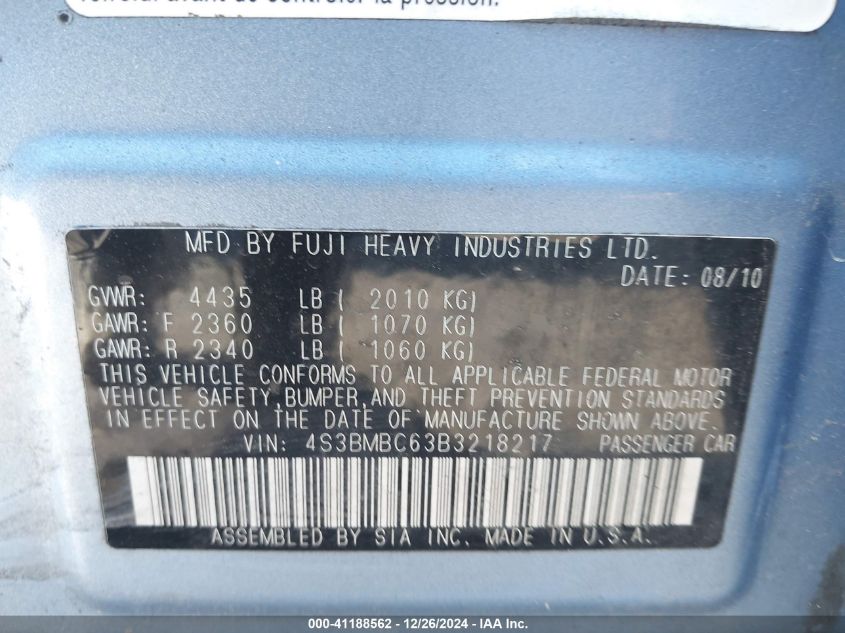 la pression.
MFD BY FUJI HEAVY INDUSTRIES LTD.
DATE: 08/10
GVWR: 4435 LB ( 2010 KG)
GAWR: F 2360 LB ( 1070 KG)
GAWR: R 2340 LB ( 1060 KG)
THIS VEHICLE CONFORMS TO ALL APPLICABLE FEDERAL MOTOR
VEHICLE SAFETY, BUMPER, AND THEFT PREVENTION STANDARDS
IN EFFECT ON THE DATE OF MANUFACTURE SHOWN ABOVE.
VIN: 4S3BMBC63B3218217 PASSENGER CAR
ASSEMBLED BY SIA INC. MADE IN U.S.A.
000-41188562 - 12/26/2024 - IAA Inc.